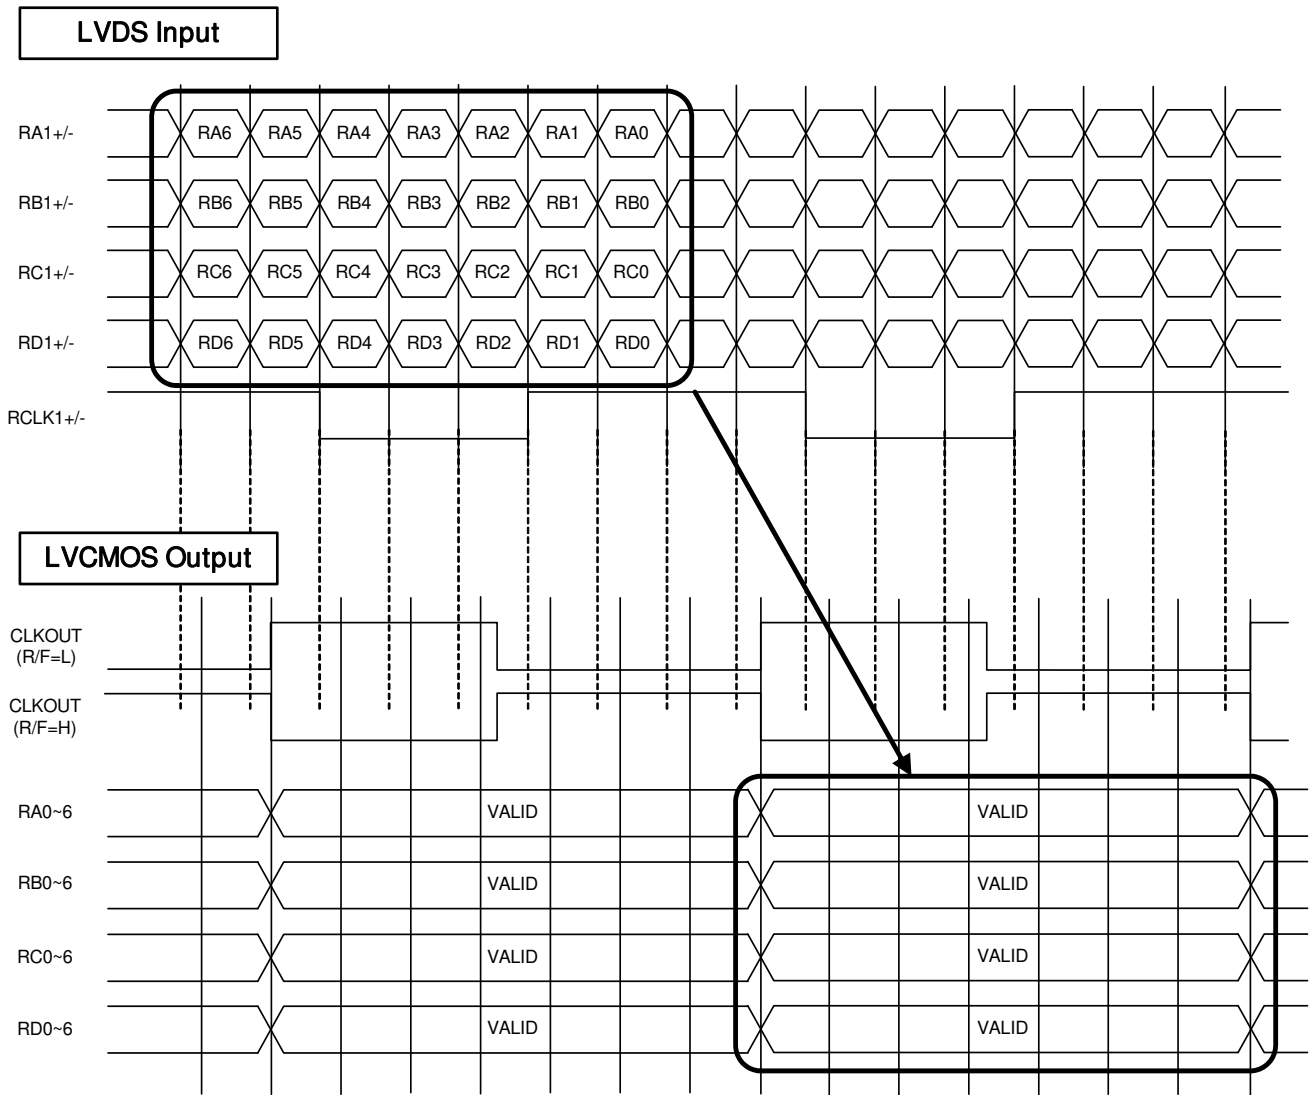 LVDS Input
RA1+/- RA6 RA5 RA4 RA3 RA2 RA1 RA0
RB1+/- RB6 RB5 RB4 RB3 RB2 RB1 RB0
RC1+/- RC6 RC5 RC4 RC3 RC2 RC1 RC0
RD1+/- RD6 RD5 RD4 RD3 RD2 RD1 RD0
RCLK1+/-
LVCMOS Output
CLKOUT
(R/F=L)
CLKOUT
(R/F=H)
RA0~6 VALID VALID
RB0~6 VALID VALID
RC0~6 VALID VALID
RD0~6 VALID VALID